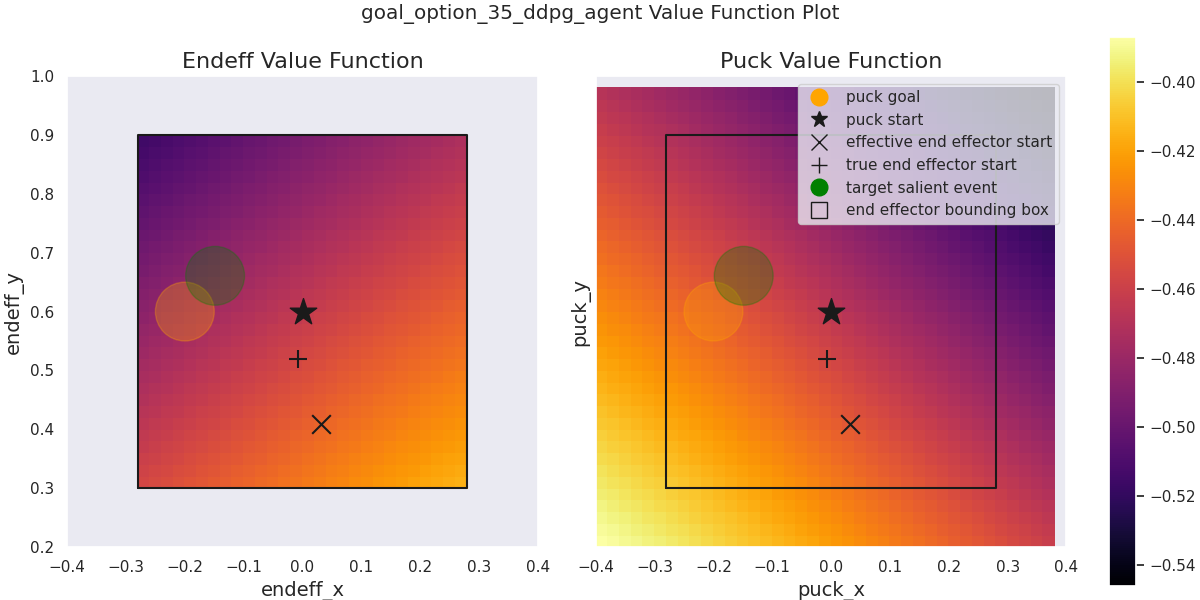 goal_option_35_ddpg_agent Value Function Plot
Endeff Value Function
Puck Value Function
1.0
0.9
0.8
0.7
0.6
0.5
0.4
0.3
0.2
endeff_y
−0.4
−0.3
−0.2
−0.1
0.0
0.1
0.2
0.3
0.4
endeff_x
puck_y
puck goal
puck start
effective end effector start
true end effector start
target salient event
end effector bounding box
−0.4
−0.3
−0.2
−0.1
0.0
0.1
0.2
0.3
0.4
puck_x
−0.40
−0.42
−0.44
−0.46
−0.48
−0.50
−0.52
−0.54